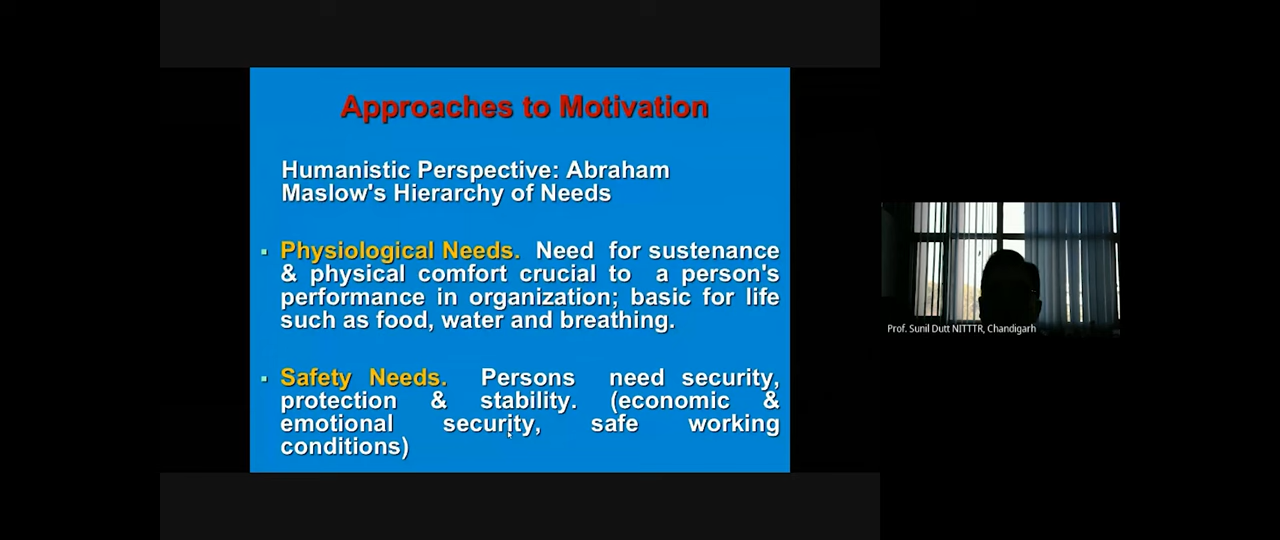 Approaches to Motivation
Humanistic Perspective: Abraham
Maslow's Hierarchy of Needs
▪ Physiological Needs. Need for sustenance
& physical comfort crucial to a person's
performance in organization; basic for life
such as food, water and breathing.
▪ Safety Needs. Persons need security,
protection & stability. (economic &
emotional security, safe working
conditions)
Prof. Sunil Dutt NITTTR, Chandigarh